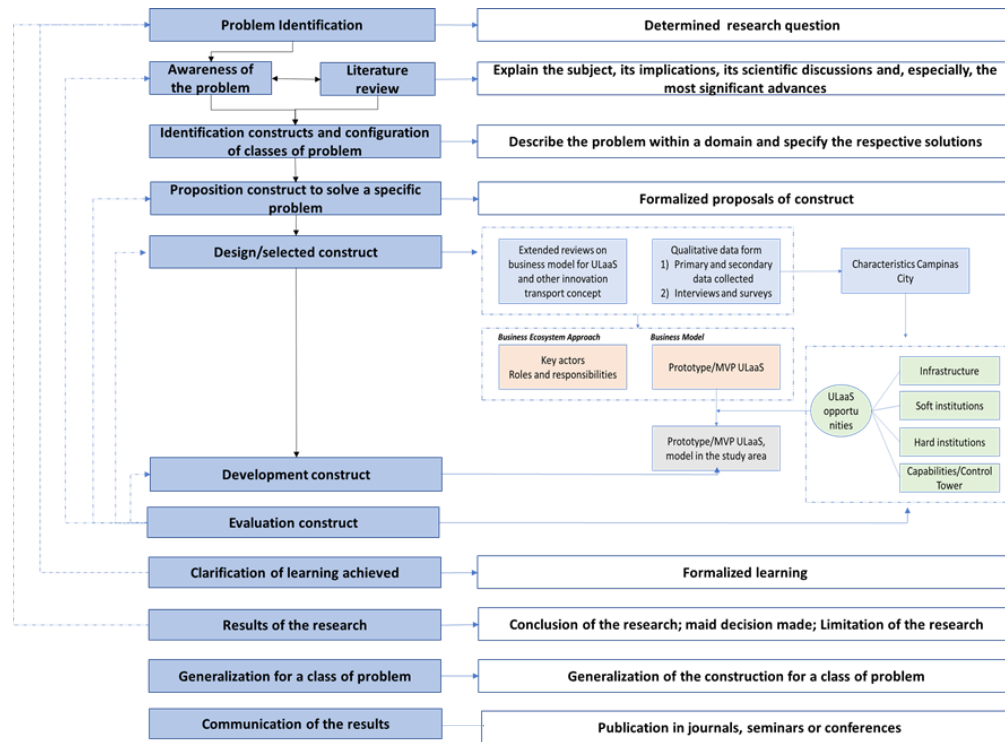 Problem Identification
Determined research question
Awareness of
the problem
Literature
review
Explain the subject, its implications, its scientific discussions and, especially, the
most significant advances
Identification constructs and configuration
of classes of problem
Describe the problem within a domain and specify the respective solutions
Proposition construct to solve a specific
problem
Formalized proposals of construct
Design/selected construct
Extended reviews on
business model for ULaaS
and other innovation
transport concept
Qualitative data form
1) Primary and secondary
data collected
2) Interviews and surveys
Characteristics Campinas
City
Business Ecosystem Approach
Key actors
Roles and responsibilities
Business Model
Prototype/MVP ULaaS
ULaaS
opportu
nities
Infrastructure
Soft institutions
Hard institutions
Capabilities/Control
Tower
Prototype/MVP ULaaS,
model in the study area
Development construct
Evaluation construct
Clarification of learning achieved
Formalized learning
Results of the research
Conclusion of the research; maid decision made; Limitation of the research
Generalization for a class of problem
Generalization of the construction for a class of problem
Communication of the results
Publication in journals, seminars or conferences